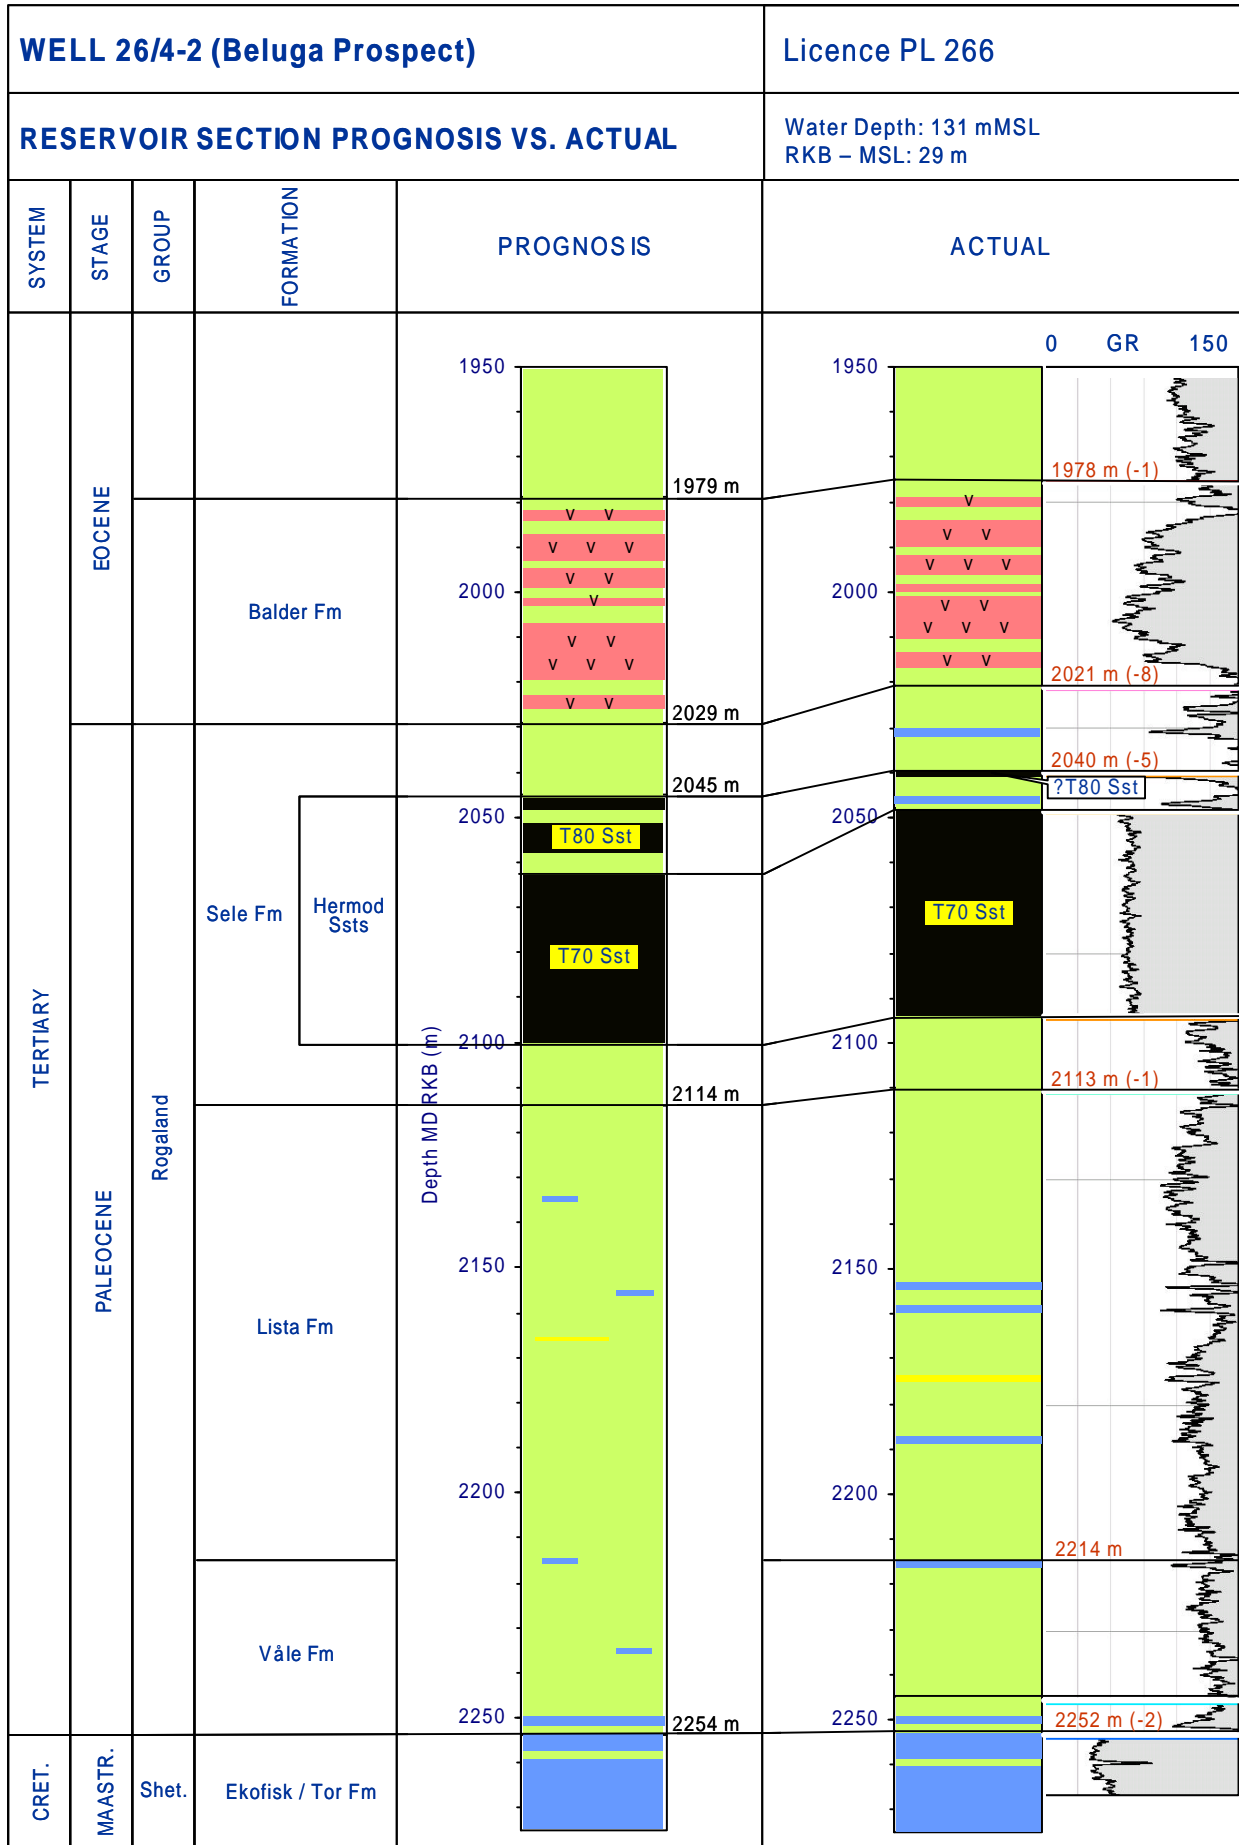 WELL 26/4-2 (Beluga Prospect)
Licence PL 266
RESERVOIR SECTION PROGNOSIS VS. ACTUAL
Water Depth: 131 mMSL
RKB – MSL: 29 m
SYSTEM
STAGE
GROUP
FORMATION
PROGNOSIS
ACTUAL
0 GR 150
1950
1950
1978 m (-1)
1979 m
v
v v
v v
v v v
v v v
v v
2000
2000
v
v v
v v
v v v
v v v
v v
2021 m (-8)
v v
2029 m
EOCENE
Balder Fm
2040 m (-5)
2045 m
?T80 Sst
2050
2050
T80 Sst
Sele Fm
Hermod
Ssts
T70 Sst
T70 Sst
2100
2100
2113 m (-1)
2114 m
TERTIARY
PALEOCENE
Rogaland
Depth MD RKB (m)
2150
2150
Lista Fm
2200
2200
2214 m
Våle Fm
2250
2250
2254 m
2252 m (-2)
CRET.
MAASTR.
Shet.
Ekofisk / Tor Fm